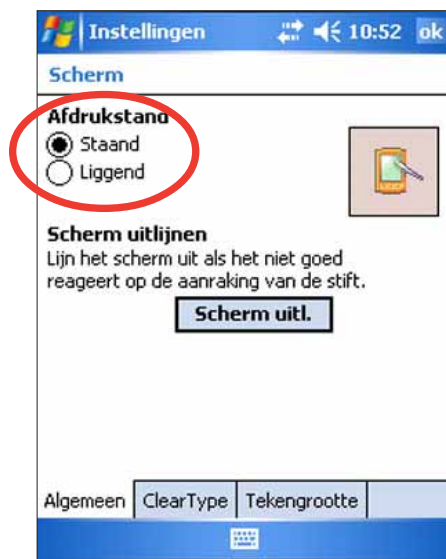 Instellingen 10:52 ok
Scherm
Afdrukstand
Staand
Liggend
Scherm uitlijnen
Lijn het scherm uit als het niet goed
reageert op de aanraking van de stift.
Scherm uitl.
Algemeen ClearType Tekengrootte